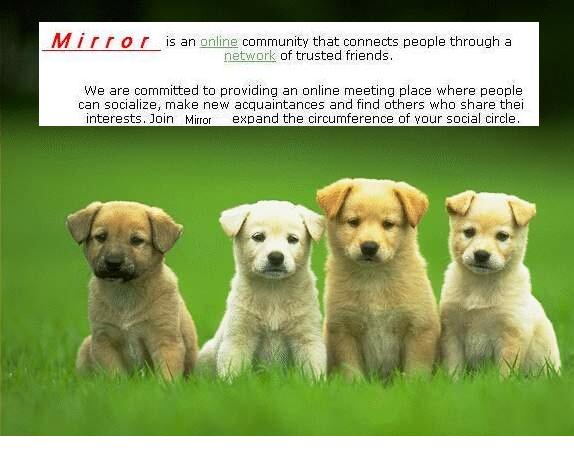 Mirror is an online community that connects people through a
network of trusted friends.
We are committed to providing an online meeting place where people
can socialize, make new acquaintances and find others who share thei
interests. Join Mirror expand the circumference of your social circle.